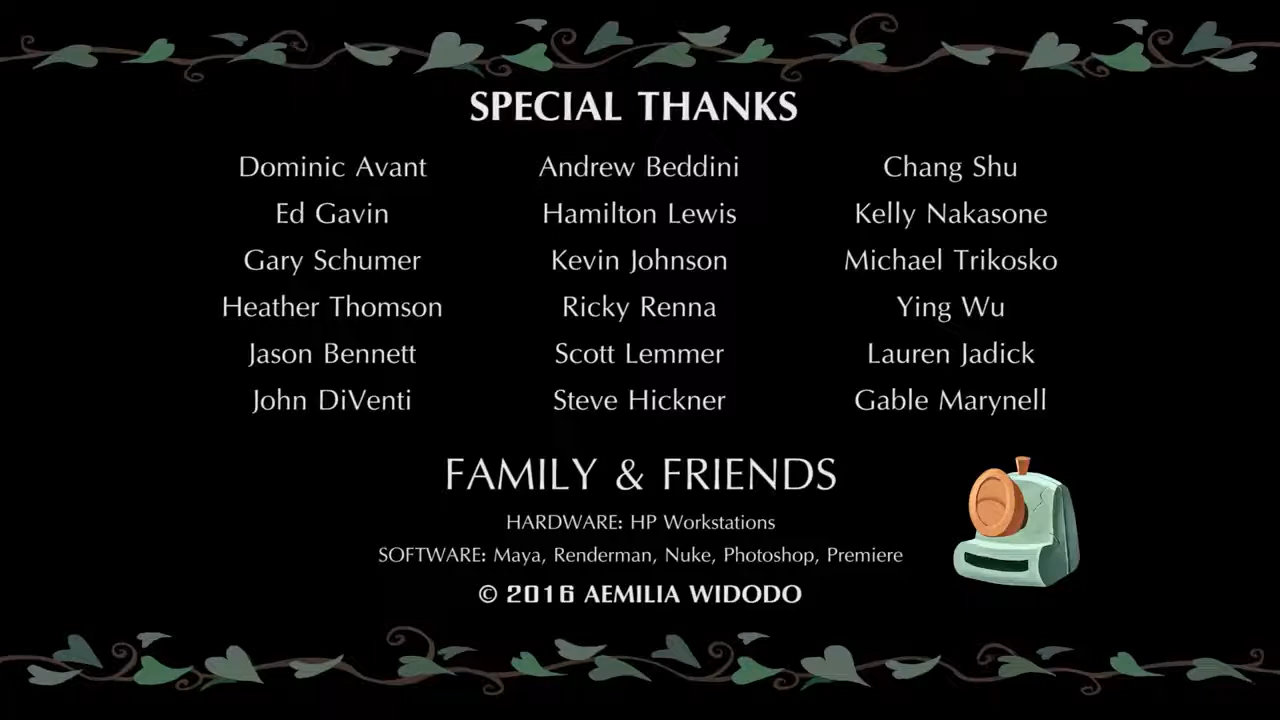 SPECIAL THANKS
Dominic Avant Andrew Beddini Chang Shu
Ed Gavin Hamilton Lewis Kelly Nakasone
Gary Schumer Kevin Johnson Michael Trikosko
Heather Thomson Ricky Renna Ying Wu
Jason Bennett Scott Lemmer Lauren Jadick
John DiVenti Steve Hickner Gable Marynell
FAMILY & FRIENDS
HARDWARE: HP Workstations
SOFTWARE: Maya, Renderman, Nuke, Photoshop, Premiere
© 2016 AEMILIA WIDODO